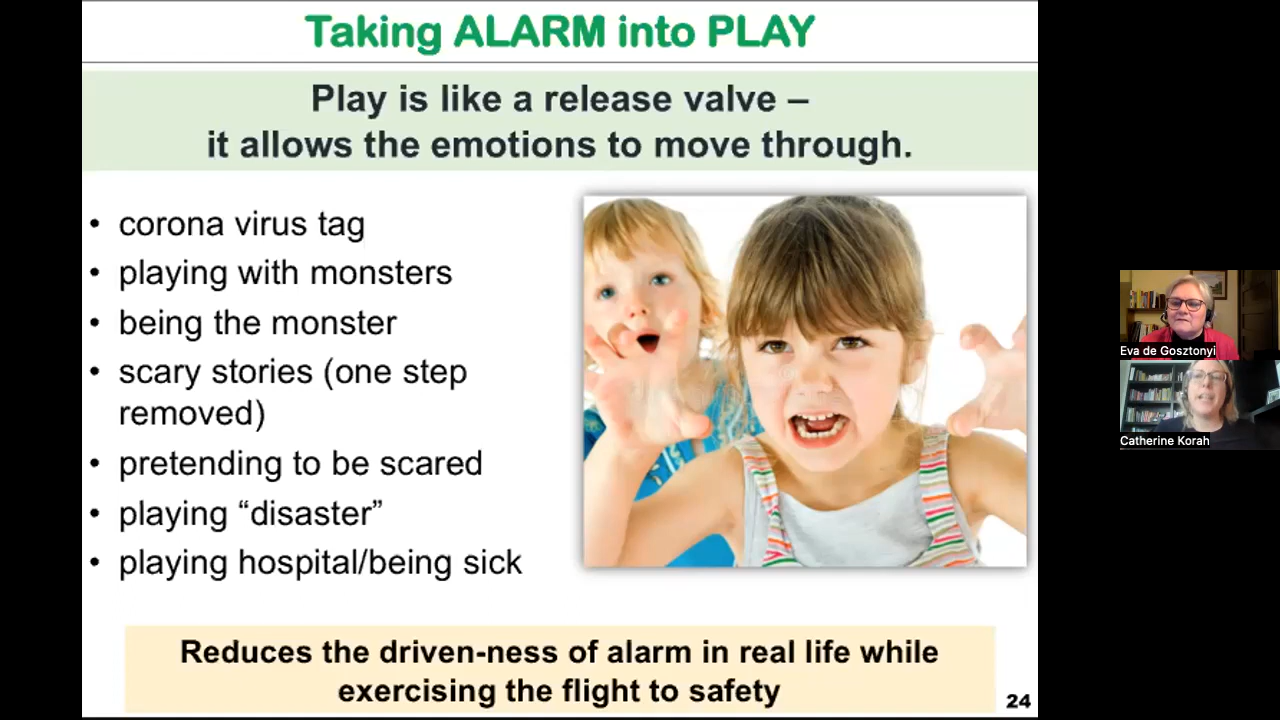 Taking ALARM into PLAY
Play is like a release valve –
it allows the emotions to move through.
• corona virus tag
• playing with monsters
• being the monster
• scary stories (one step
removed)
• pretending to be scared
• playing “disaster”
• playing hospital/being sick
Reduces the driven-ness of alarm in real life while
exercising the flight to safety
24
Eva de Gosztonyi
Catherine Korah